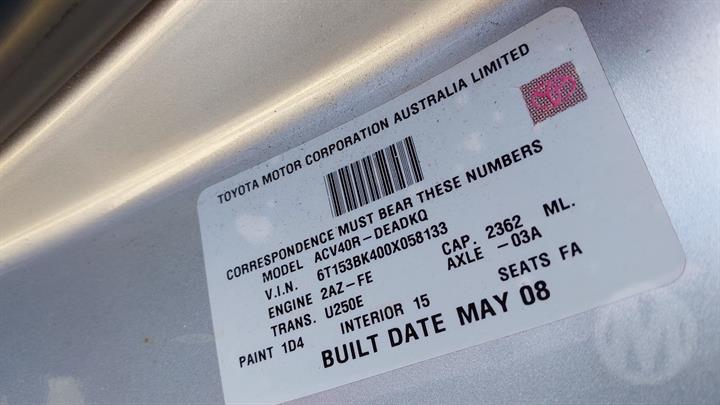 TOYOTA MOTOR CORPORATION AUSTRALIA LIMITED
CORRESPONDENCE MUST BEAR THESE NUMBERS
MODEL ACV40R-DEADKQ
V.I.N. 6T153BK400X058133
ENGINE 2AZ-FE CAP. 2362 ML.
TRANS. U250E AXLE -03A
PAINT 1D4 INTERIOR 15 SEATS FA
BUILT DATE MAY 08
M